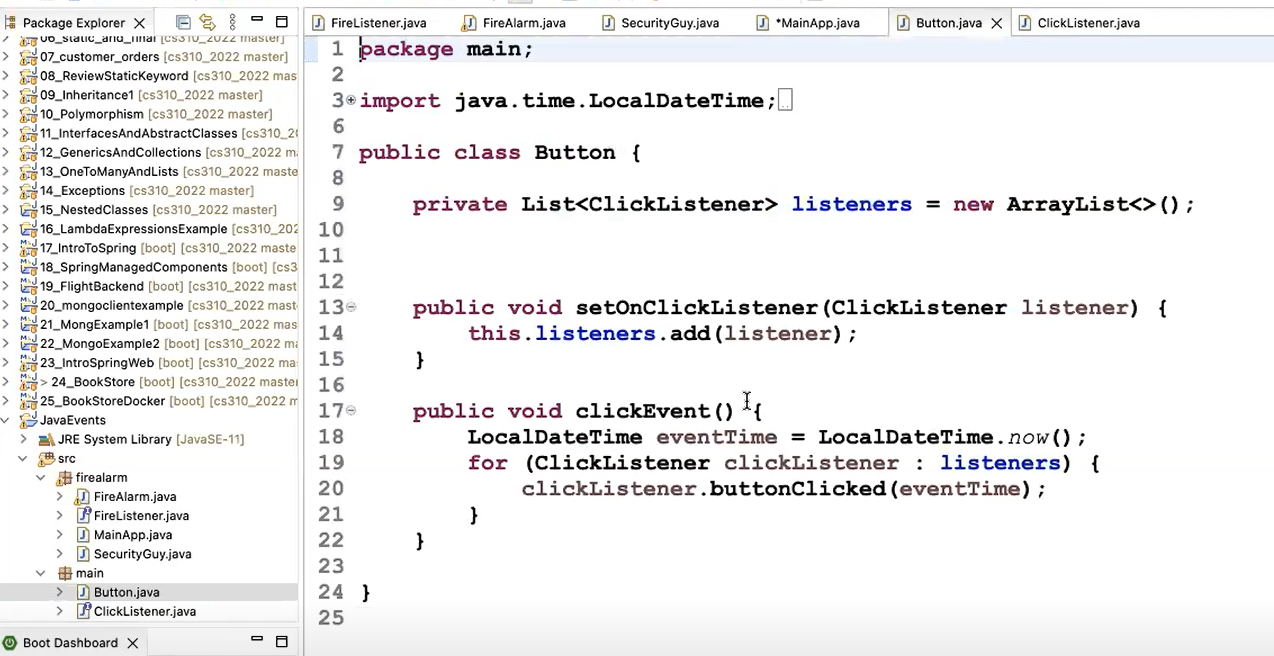 Package Explorer
06_static_and_final [cs310_2022 master]
07_customer_orders [cs310_2022 master]
08_ReviewStaticKeyword [cs310_2022 mas
09_Inheritance1 [cs310_2022 master]
10_Polymorphism [cs310_2022 master]
11_InterfacesAndAbstractClasses [cs310_20
12_GenericsAndCollections [cs310_2022 m
13_OneToManyAndLists [cs310_2022 maste
14_Exceptions [cs310_2022 master]
15_NestedClasses [cs310_2022 master]
16_LambdaExpressionsExample [cs310_202
17_IntroToSpring [boot] [cs310_2022 maste
18_SpringManagedComponents [boot] [cs3
19_FlightBackend [boot] [cs310_2022 maste
20_mongoclientexample [cs310_2022 maste
21_MongExample1 [boot] [cs310_2022 mas
22_MongoExample2 [boot] [cs310_2022 ma
23_IntroSpringWeb [boot] [cs310_2022 ma
> 24_BookStore [boot] [cs310_2022 master
25_BookStoreDocker [boot] [cs310_2022 m
JavaEvents
JRE System Library [JavaSE-11]
src
firealarm
FireAlarm.java
FireListener.java
MainApp.java
SecurityGuy.java
main
Button.java
ClickListener.java
Boot Dashboard
FireListener.java FireAlarm.java SecurityGuy.java *MainApp.java Button.java ClickListener.java
1 package main;
2
3 import java.time.LocalDateTime;
6
7 public class Button {
8
9 private List<ClickListener> listeners = new ArrayList<>();
10
11
12
13 public void setOnClickListener(ClickListener listener) {
14 this.listeners.add(listener);
15 }
16
17 public void clickEvent() {
18 LocalDateTime eventTime = LocalDateTime.now();
19 for (ClickListener clickListener : listeners) {
20 clickListener.buttonClicked(eventTime);
21 }
22 }
23
24 }
25